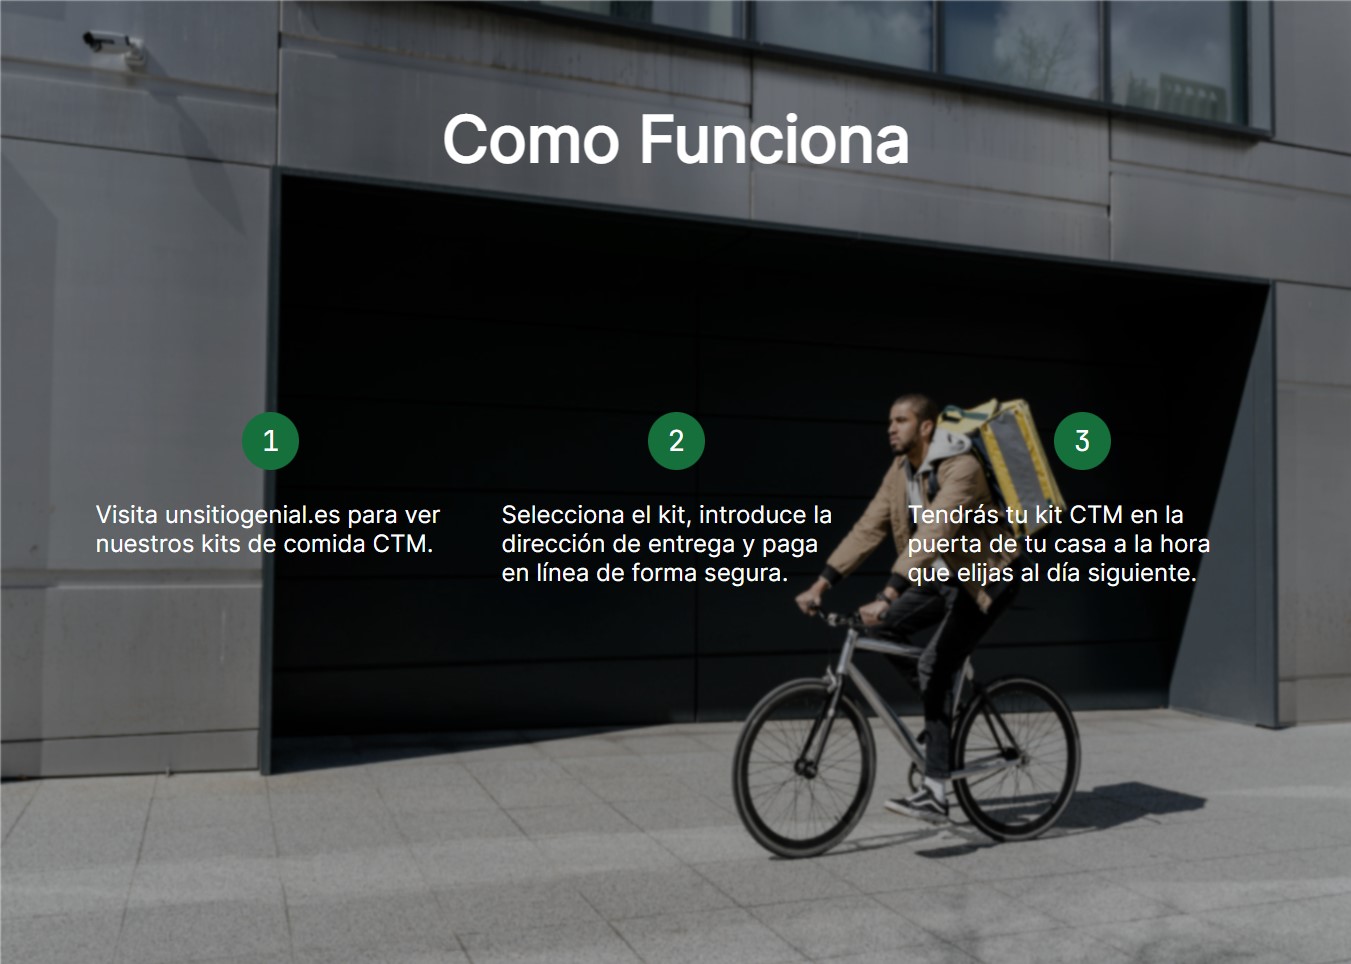 Como Funciona
1
Visita unsitiogenial.es para ver
nuestros kits de comida CTM.
2
Selecciona el kit, introduce la
dirección de entrega y paga
en línea de forma segura.
3
Tendrás tu kit CTM en la
puerta de tu casa a la hora
que elijas al día siguiente.